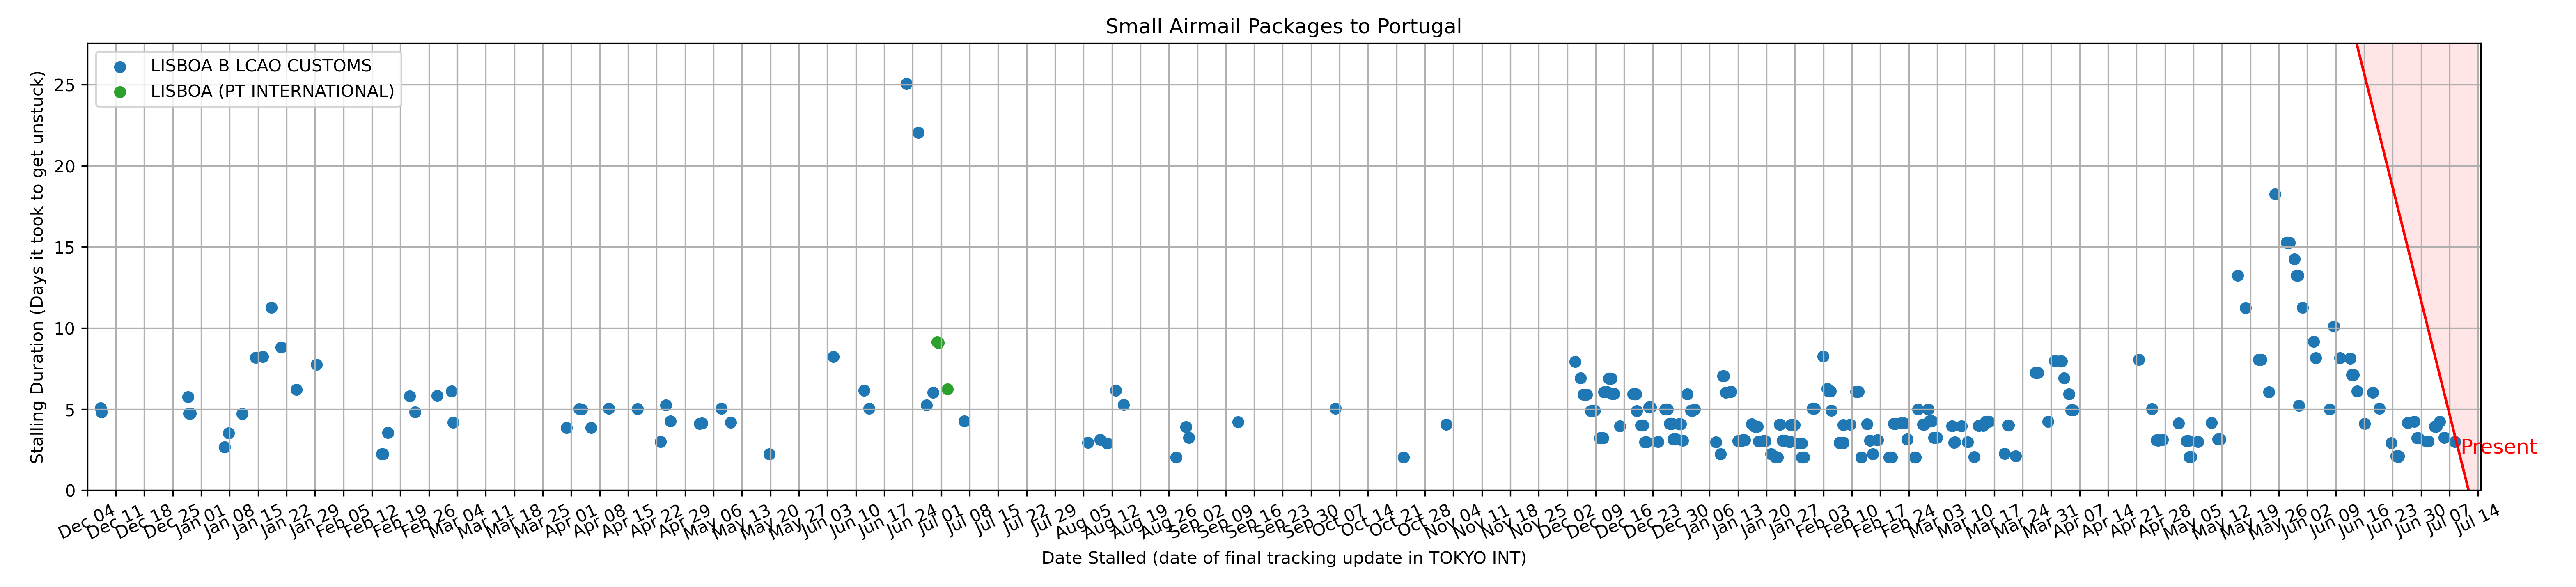 Small Airmail Packages to Portugal
LISBOA B LCAO CUSTOMS
LISBOA (PT INTERNATIONAL)
Stalling Duration (Days it took to get unstuck)
25
20
15
10
5
0
Present
Dec 04
Dec 11
Dec 18
Dec 25
Jan 01
Jan 08
Jan 15
Jan 22
Jan 29
Feb 05
Feb 12
Feb 19
Feb 26
Mar 04
Mar 11
Mar 18
Mar 25
Apr 01
Apr 08
Apr 15
Apr 22
Apr 29
May 06
May 13
May 20
May 27
Jun 03
Jun 10
Jun 17
Jun 24
Jul 01
Jul 08
Jul 15
Jul 22
Jul 29
Aug 05
Aug 12
Aug 19
Aug 26
Sep 02
Sep 09
Sep 16
Sep 23
Sep 30
Oct 07
Oct 14
Oct 21
Oct 28
Nov 04
Nov 11
Nov 18
Nov 25
Dec 02
Dec 09
Dec 16
Dec 23
Dec 30
Jan 06
Jan 13
Jan 20
Jan 27
Feb 03
Feb 10
Feb 17
Feb 24
Mar 03
Mar 10
Mar 17
Mar 24
Mar 31
Apr 07
Apr 14
Apr 21
Apr 28
May 05
May 12
May 19
May 26
Jun 02
Jun 09
Jun 16
Jun 23
Jun 30
Jul 07
Jul 14
Date Stalled (date of final tracking update in TOKYO INT)